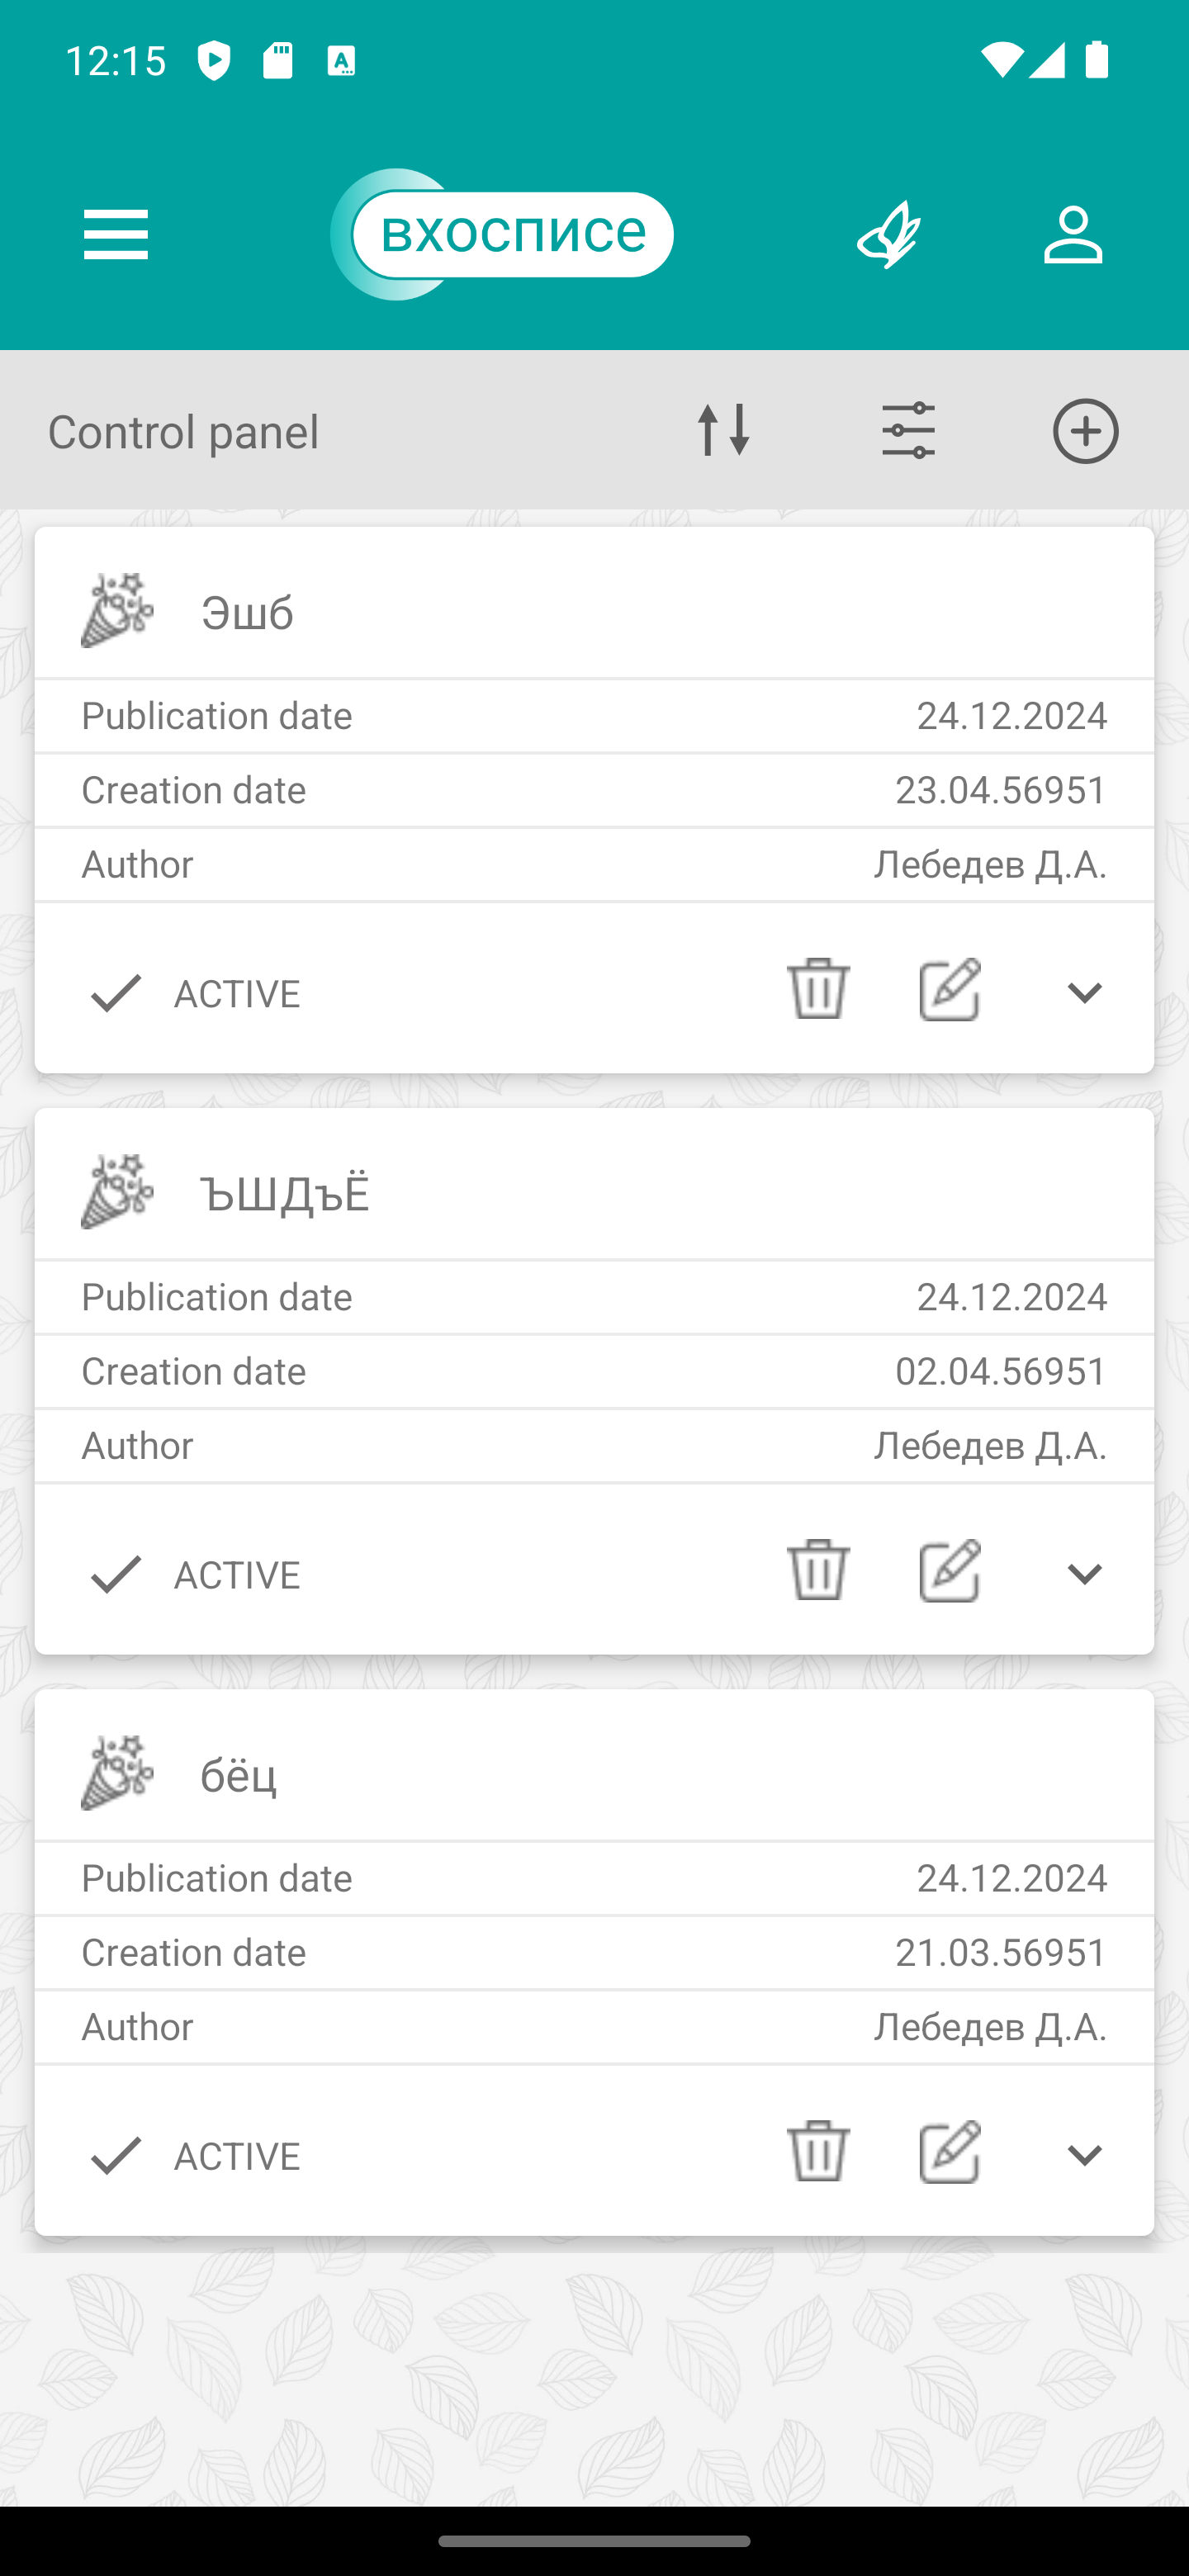 12:15
вхосписе
Control panel
Эшб
Publication date 24.12.2024
Creation date 23.04.56951
Author Лебедев Д.А.
ACTIVE
ЪШДъЁ
Publication date 24.12.2024
Creation date 02.04.56951
Author Лебедев Д.А.
ACTIVE
бёц
Publication date 24.12.2024
Creation date 21.03.56951
Author Лебедев Д.А.
ACTIVE